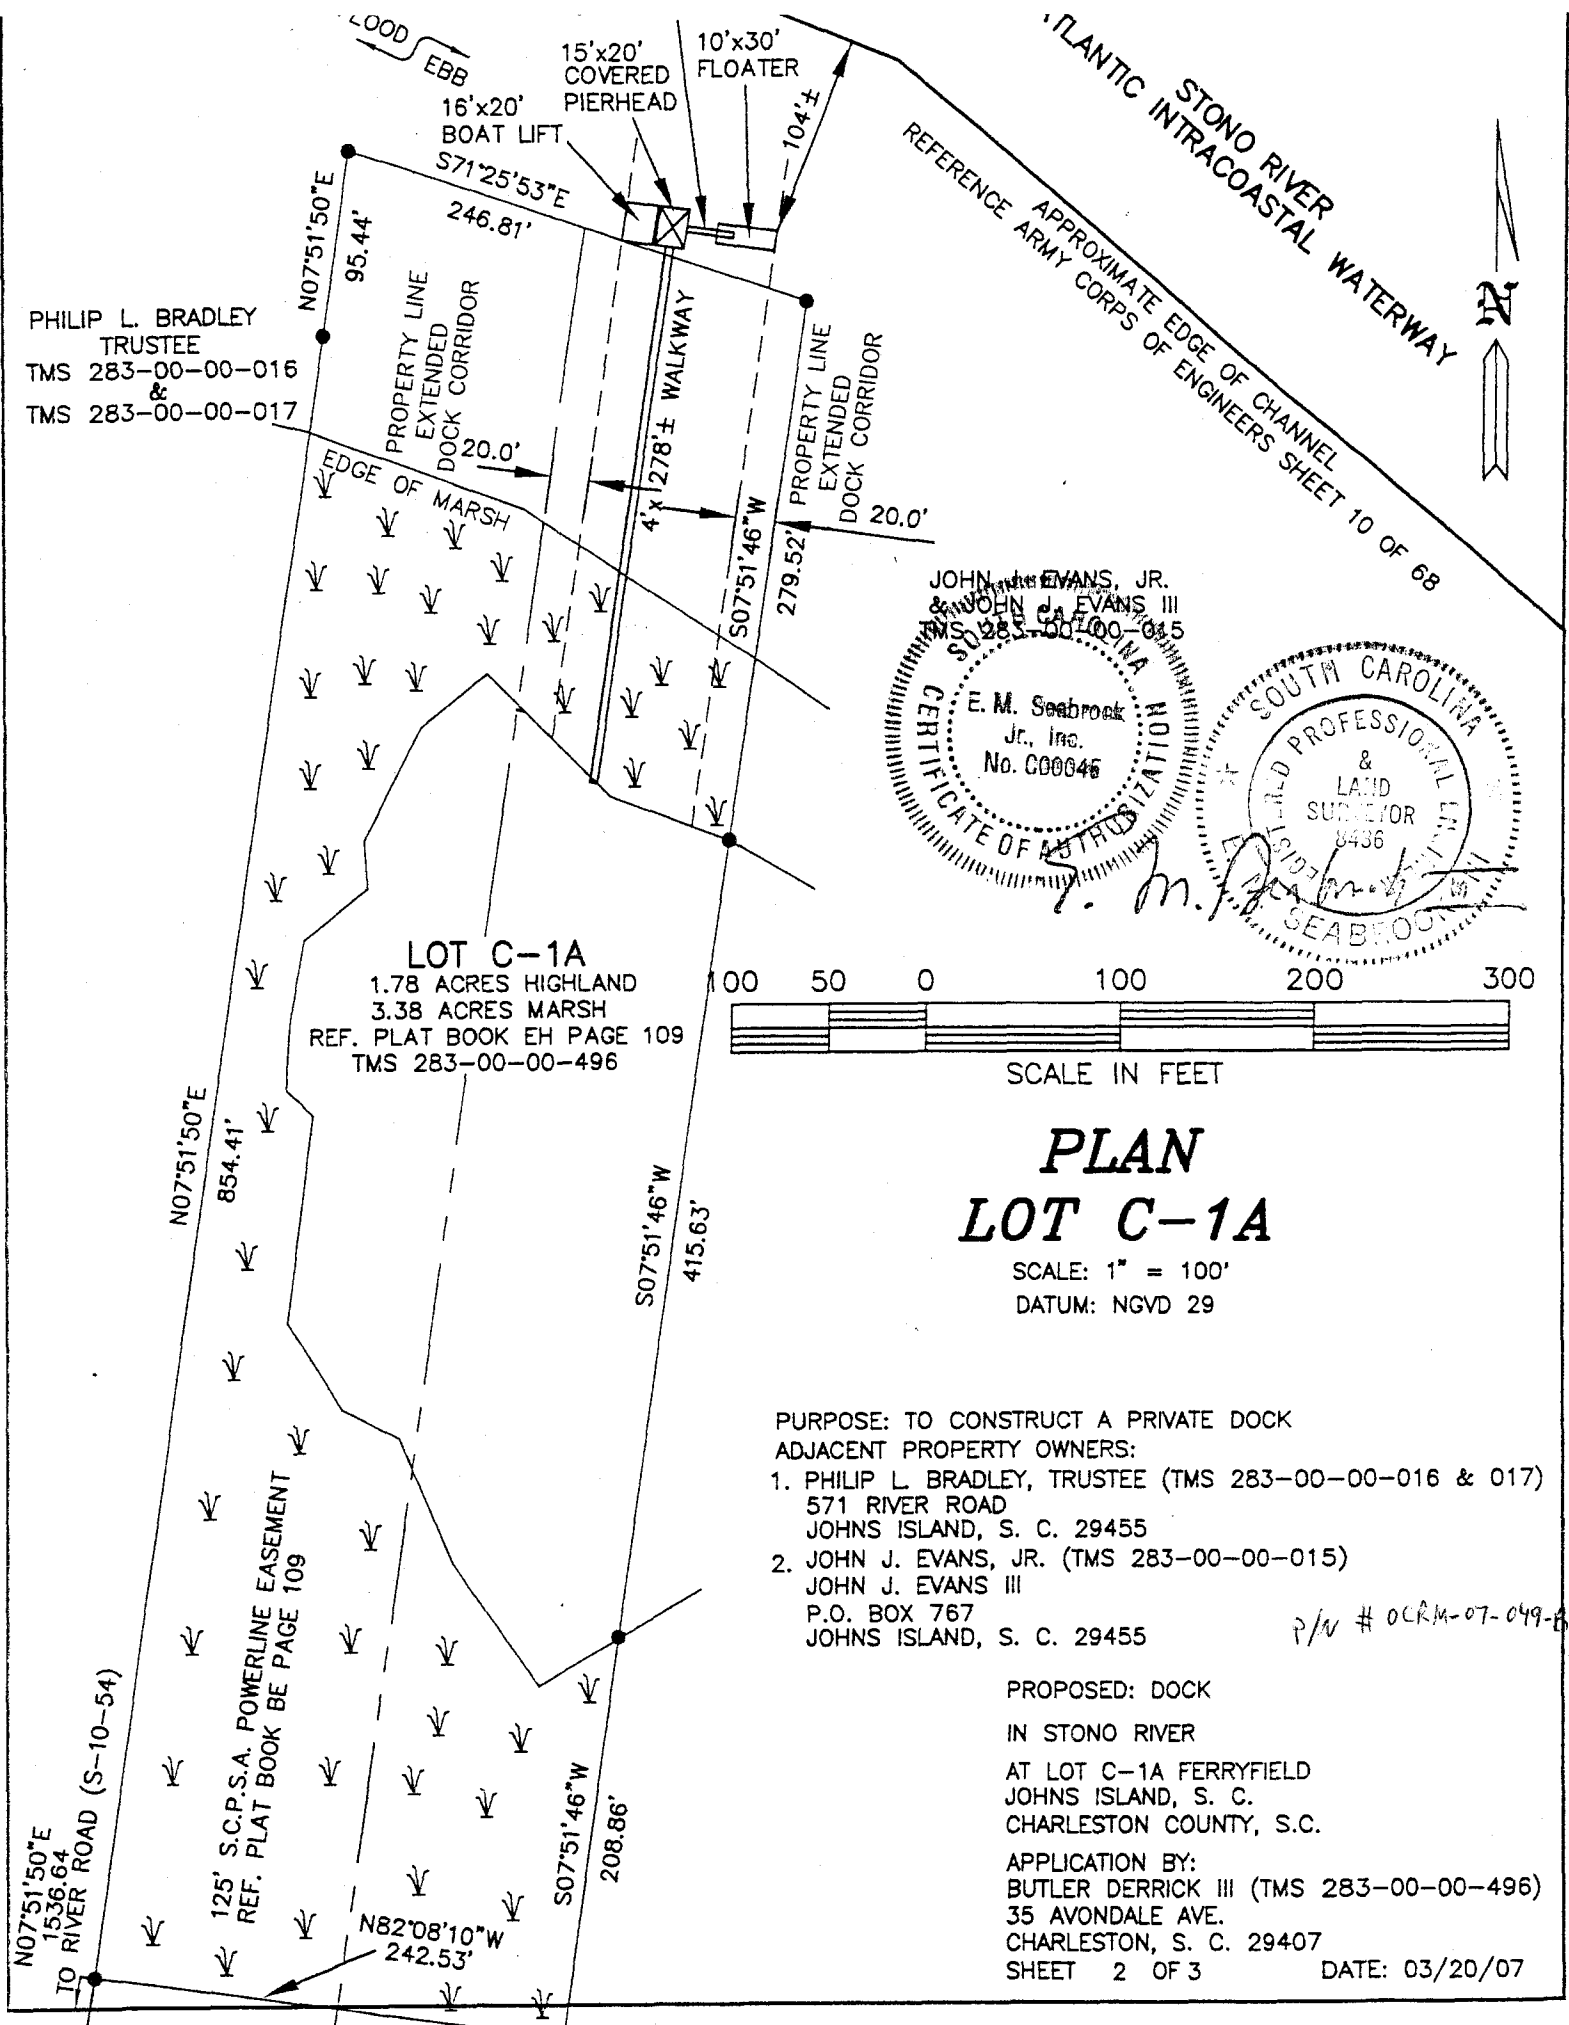 EBB
15'x20'
COVERED
PIERHEAD
10'x30'
FLOATER
16'x20'
BOAT LIFT
104'±
STONO RIVER
INTRACOASTAL WATERWAY
APPROXIMATE EDGE OF CHANNEL
REFERENCE ARMY CORPS OF ENGINEERS SHEET 10 OF 68
S71°25'53"E
246.81'
N07°51'50"E
95.44'
PHILIP L. BRADLEY
TRUSTEE
TMS 283-00-00-016
&
TMS 283-00-00-017
PROPERTY LINE
EXTENDED
DOCK CORRIDOR
20.0'
4'x 278'± WALKWAY
PROPERTY LINE
EXTENDED
DOCK CORRIDOR
20.0'
EDGE OF MARSH
S07°51'46"W
279.52'
JOHN J. EVANS, JR.
& JOHN J. EVANS III
TMS 283-00-00-015
SOUTH CAROLINA
E. M. Seabrook
Jr., Inc.
No. C00046
CERTIFICATE OF AUTHORIZATION
SOUTH CAROLINA
PROFESSIONAL
&
LAND
SURVEYOR
8436
SEABROOK
LOT C-1A
1.78 ACRES HIGHLAND
3.38 ACRES MARSH
REF. PLAT BOOK EH PAGE 109
TMS 283-00-00-496
100 50 0 100 200 300
SCALE IN FEET
N07°51'50"E
854.41'
S07°51'46"W
415.63'
PLAN
LOT C-1A
SCALE: 1" = 100'
DATUM: NGVD 29
PURPOSE: TO CONSTRUCT A PRIVATE DOCK
ADJACENT PROPERTY OWNERS:
1. PHILIP L. BRADLEY, TRUSTEE (TMS 283-00-00-016 & 017)
571 RIVER ROAD
JOHNS ISLAND, S. C. 29455
2. JOHN J. EVANS, JR. (TMS 283-00-00-015)
JOHN J. EVANS III
P.O. BOX 767
JOHNS ISLAND, S. C. 29455
P/N # OCRM-07-049-
125' S.C.P.S.A. POWERLINE EASEMENT
REF. PLAT BOOK BE PAGE 109
N07°51'50"E
1536.64
TO RIVER ROAD (S-10-54)
S07°51'46"W
208.86'
N82°08'10"W
242.53'
PROPOSED: DOCK
IN STONO RIVER
AT LOT C-1A FERRYFIELD
JOHNS ISLAND, S. C.
CHARLESTON COUNTY, S.C.
APPLICATION BY:
BUTLER DERRICK III (TMS 283-00-00-496)
35 AVONDALE AVE.
CHARLESTON, S. C. 29407
SHEET 2 OF 3 DATE: 03/20/07